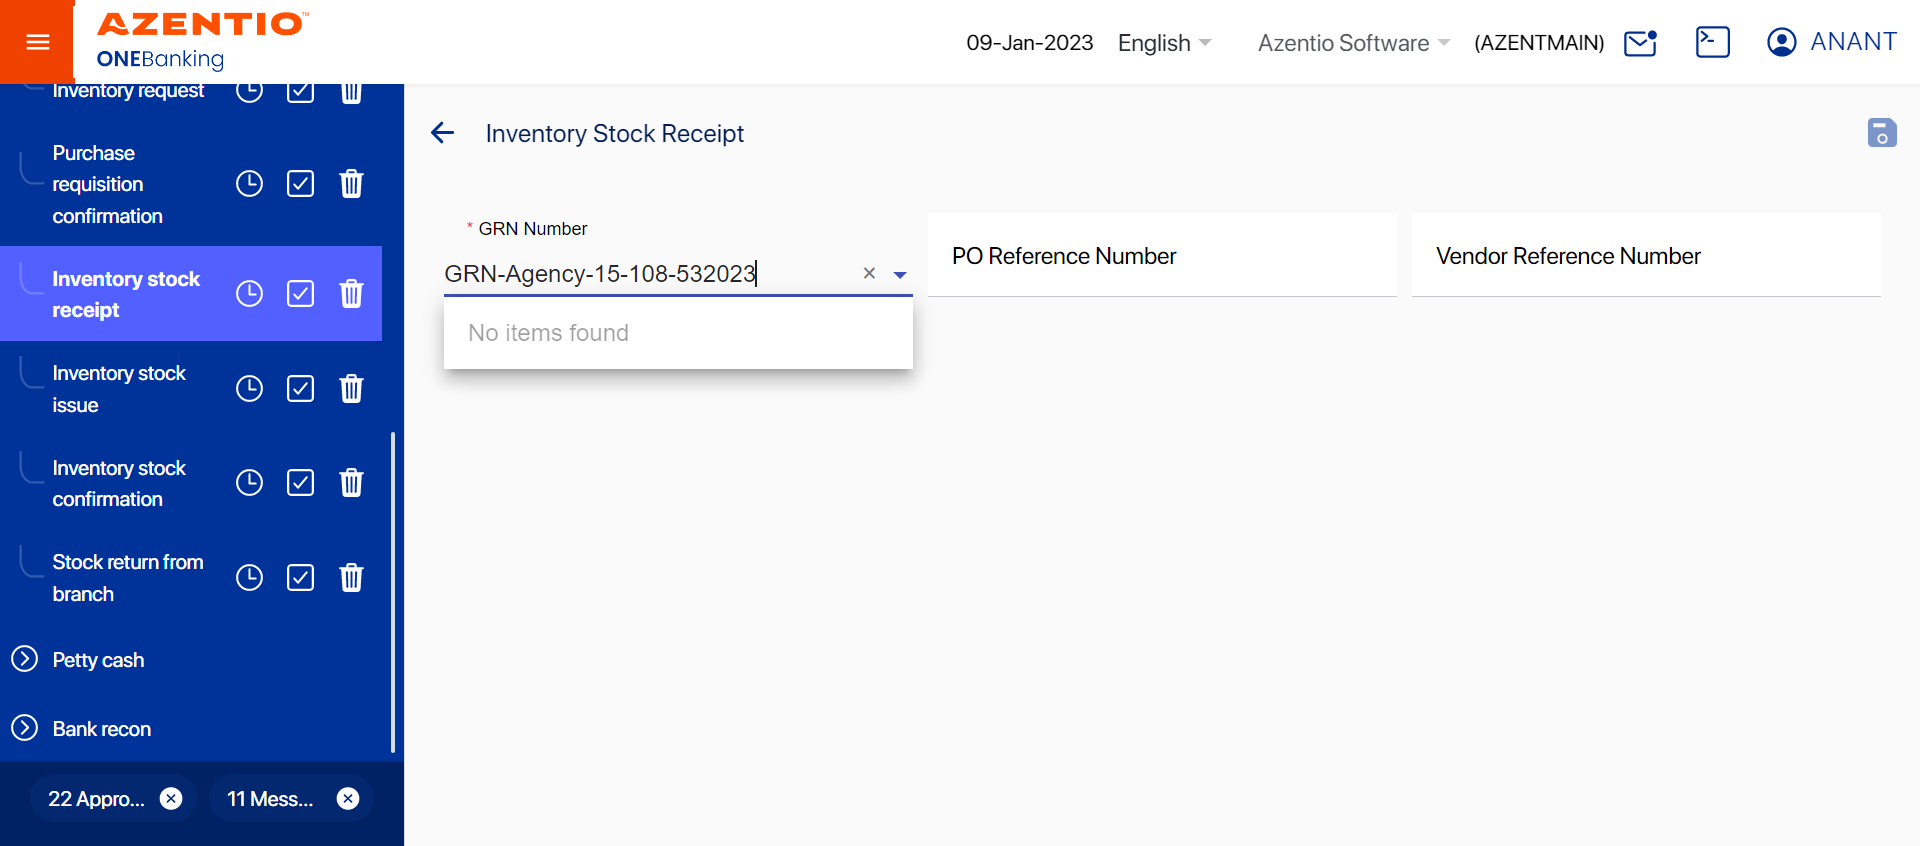 AZENTIO™
ONEBanking
09-Jan-2023 English Azentio Software (AZENTMAIN) ANANT
Inventory request
Purchase
requisition
confirmation
Inventory stock
receipt
Inventory stock
issue
Inventory stock
confirmation
Stock return from
branch
Petty cash
Bank recon
22 Appro... 11 Mess...
Inventory Stock Receipt
* GRN Number
GRN-Agency-15-108-532023
No items found
PO Reference Number
Vendor Reference Number